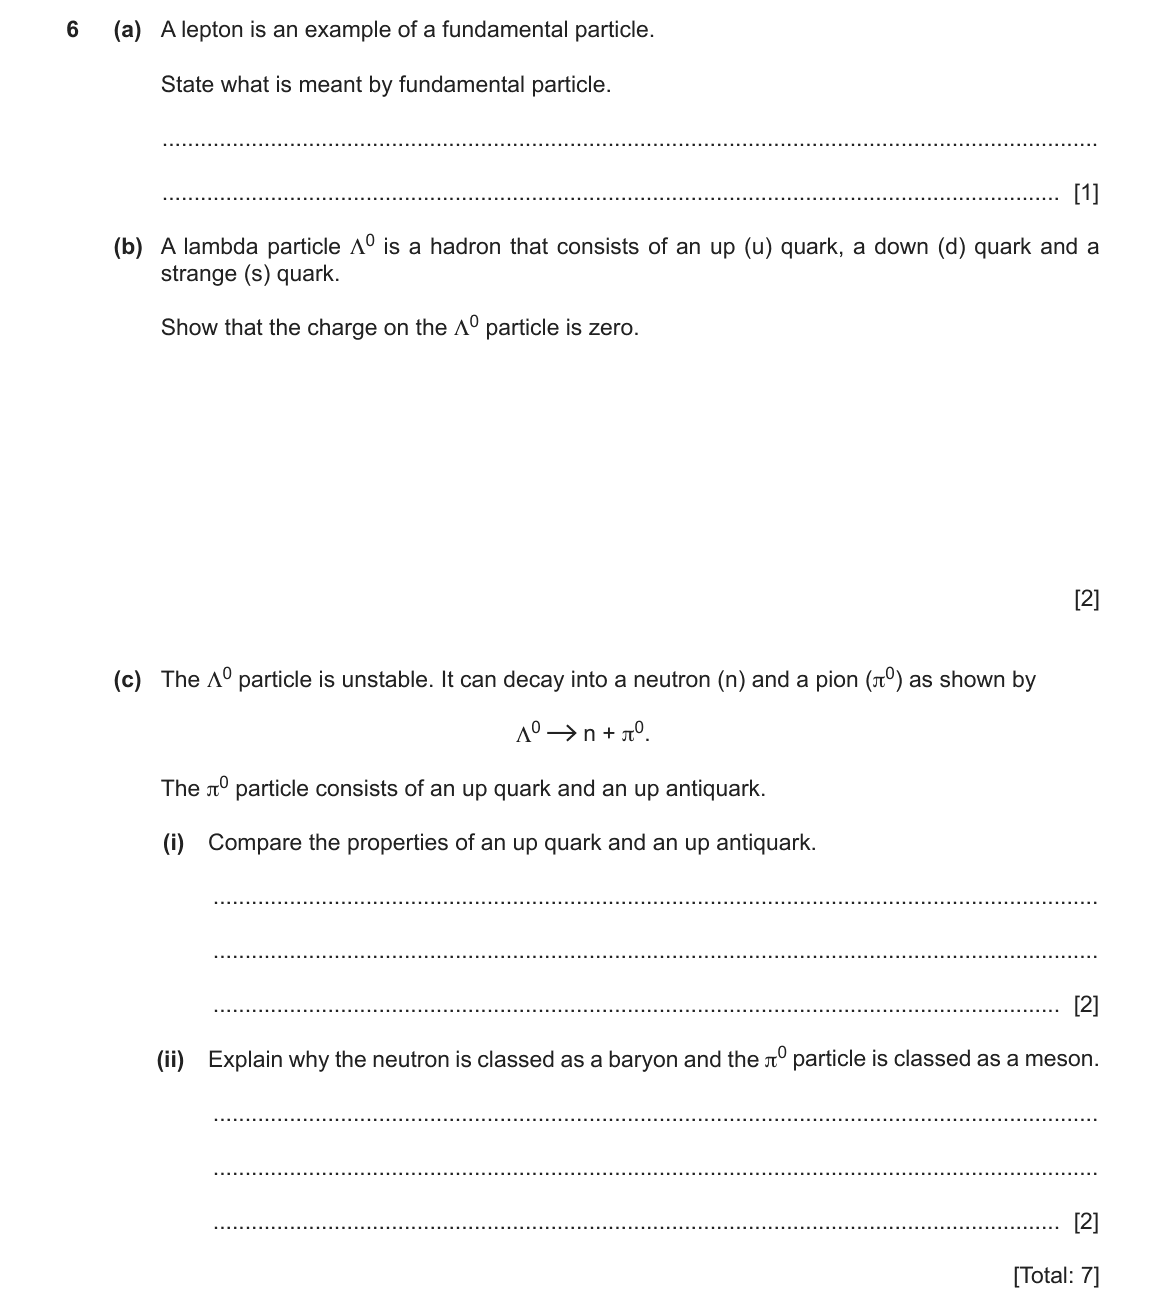 6 (a) A lepton is an example of a fundamental particle.
State what is meant by fundamental particle.
..........................................................................................................................................
..................................................................................................................................... [1]
(b) A lambda particle Λ⁰ is a hadron that consists of an up (u) quark, a down (d) quark and a
strange (s) quark.
Show that the charge on the Λ⁰ particle is zero.
[2]
(c) The Λ⁰ particle is unstable. It can decay into a neutron (n) and a pion (π⁰) as shown by
Λ⁰ → n + π⁰.
The π⁰ particle consists of an up quark and an up antiquark.
(i) Compare the properties of an up quark and an up antiquark.
..................................................................................................................................
..................................................................................................................................
............................................................................................................................. [2]
(ii) Explain why the neutron is classed as a baryon and the π⁰ particle is classed as a meson.
..................................................................................................................................
..................................................................................................................................
............................................................................................................................. [2]
[Total: 7]